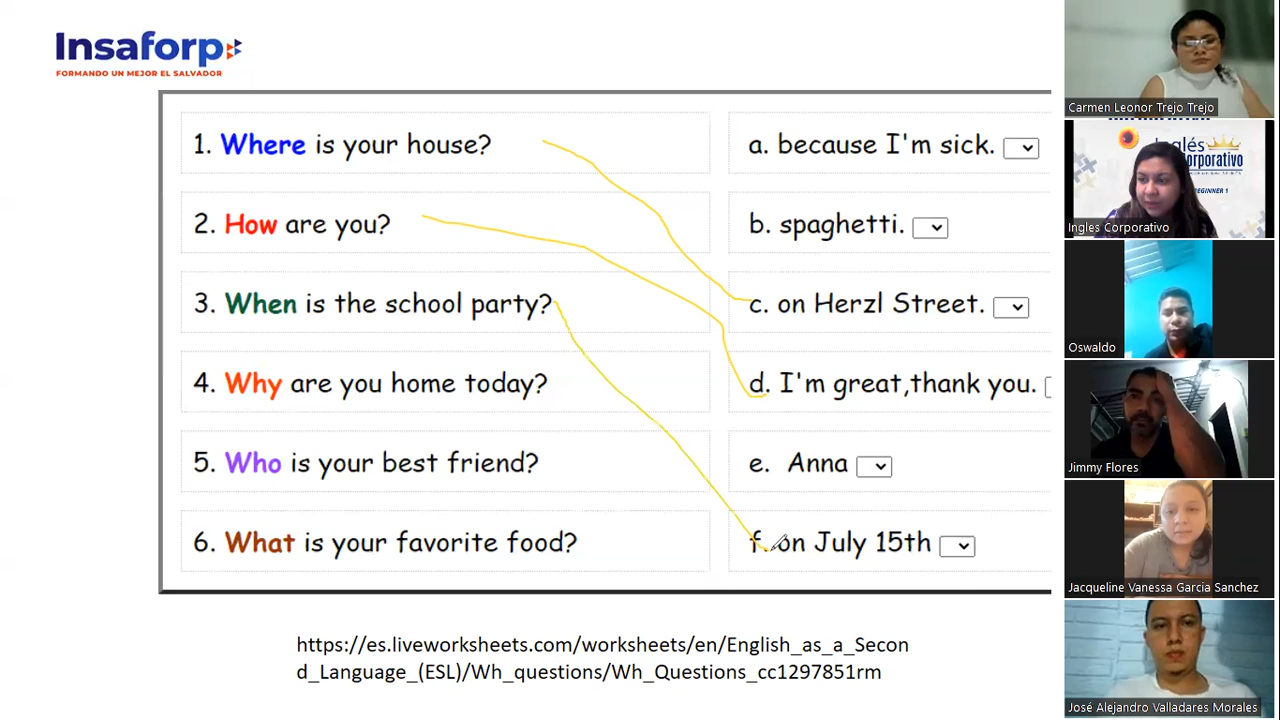 Insaforp
FORMANDO UN MEJOR EL SALVADOR
1. Where is your house?
a. because I'm sick.
2. How are you?
b. spaghetti.
3. When is the school party?
c. on Herzl Street.
4. Why are you home today?
d. I'm great,thank you.
5. Who is your best friend?
e. Anna
6. What is your favorite food?
f. on July 15th
https://es.liveworksheets.com/worksheets/en/English_as_a_Secon
d_Language_(ESL)/Wh_questions/Wh_Questions_cc1297851rm
Carmen Leonor Trejo Trejo
Inglés
Corporativo
BEGINNER 1
Ingles Corporativo
Oswaldo
Jimmy Flores
Jacqueline Vanessa Garcia Sanchez
José Alejandro Valladares Morales